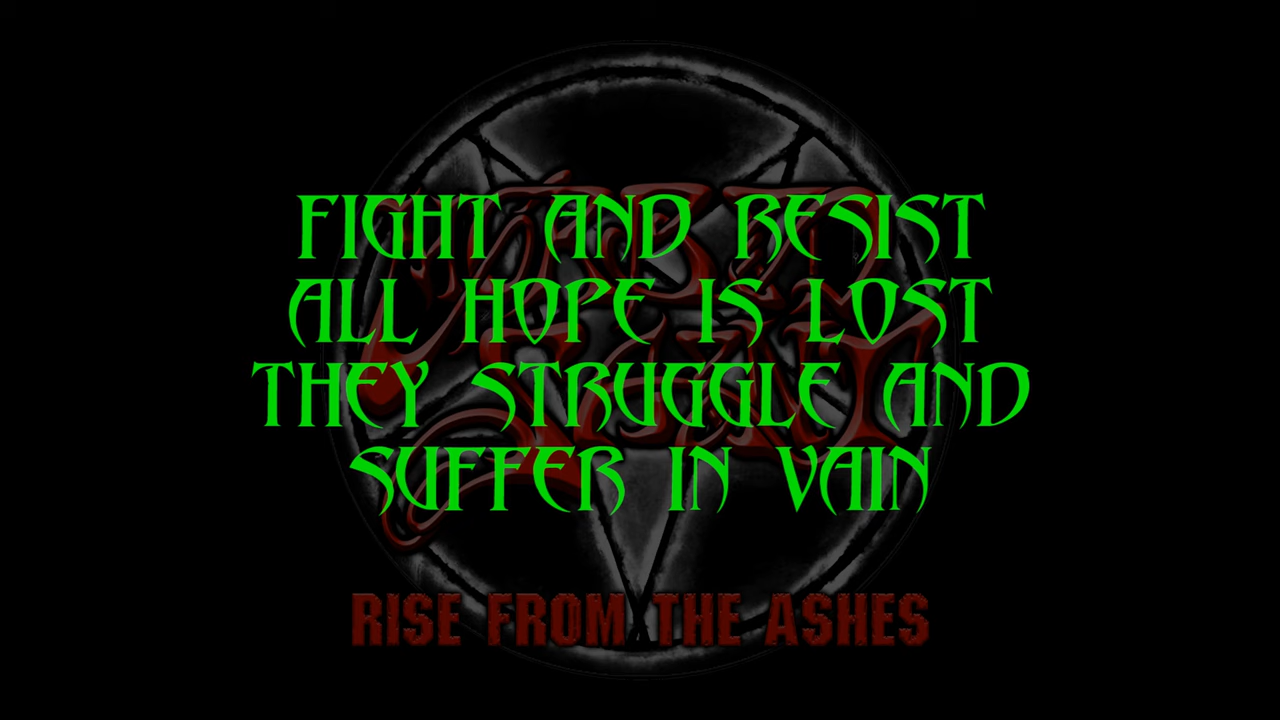 FIGHT AND RESIST
ALL HOPE IS LOST
THEY STRUGGLE AND
SUFFER IN VAIN
RISE FROM THE ASHES